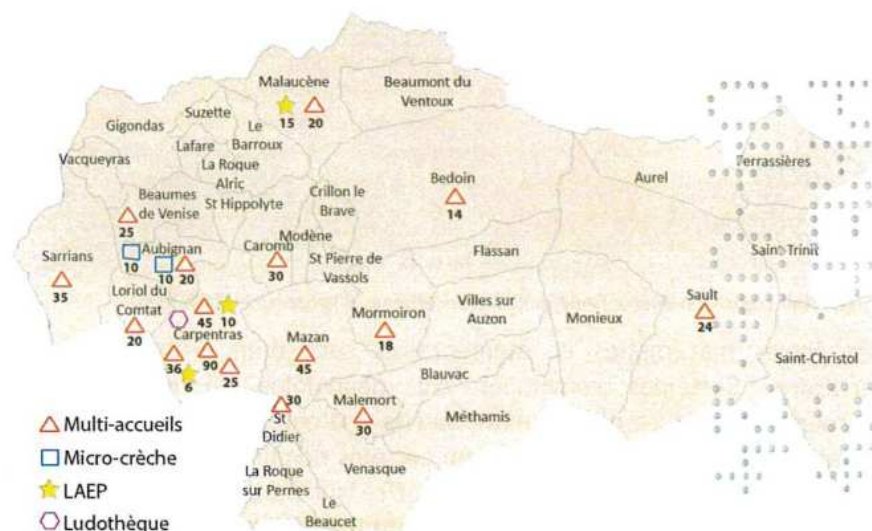 Malaucène
15
20
Beaumont du
Ventoux
Suzette
Gigondas
Le
Barroux
Lafare
Vacqueyras
La Roque
Alric
Beaumes
de Venise
25
St Hippolyte
Crillon le
Brave
Bedoin
14
Aurel
Ferrassières
Sarrians
35
Aubignan
10
10
20
Caromb
30
Modène
St Pierre de
Vassols
Flassan
Saint Trinit
Loriol du
Comtat
20
45
10
Carpentras
36
90
25
6
Mazan
45
Mormoiron
18
Villes sur
Auzon
Monieux
Sault
24
Saint-Christol
Blauvac
30
St
Didier
Malemort
30
Méthamis
La Roque
sur Pernes
Venasque
Le
Beaucet
Multi-accueils
Micro-crèche
LAEP
Ludothèque